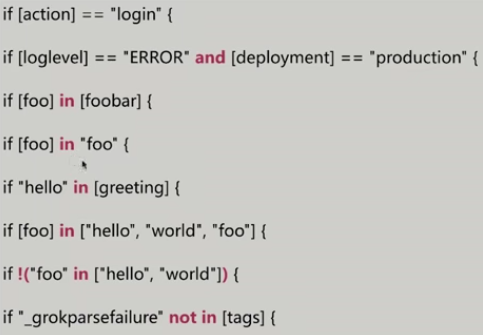 if [action] == "login" {
if [loglevel] == "ERROR" and [deployment] == "production" {
if [foo] in [foobar] {
if [foo] in "foo" {
if "hello" in [greeting] {
if [foo] in ["hello", "world", "foo"] {
if !("foo" in ["hello", "world"]) {
if "_grokparsefailure" not in [tags] {